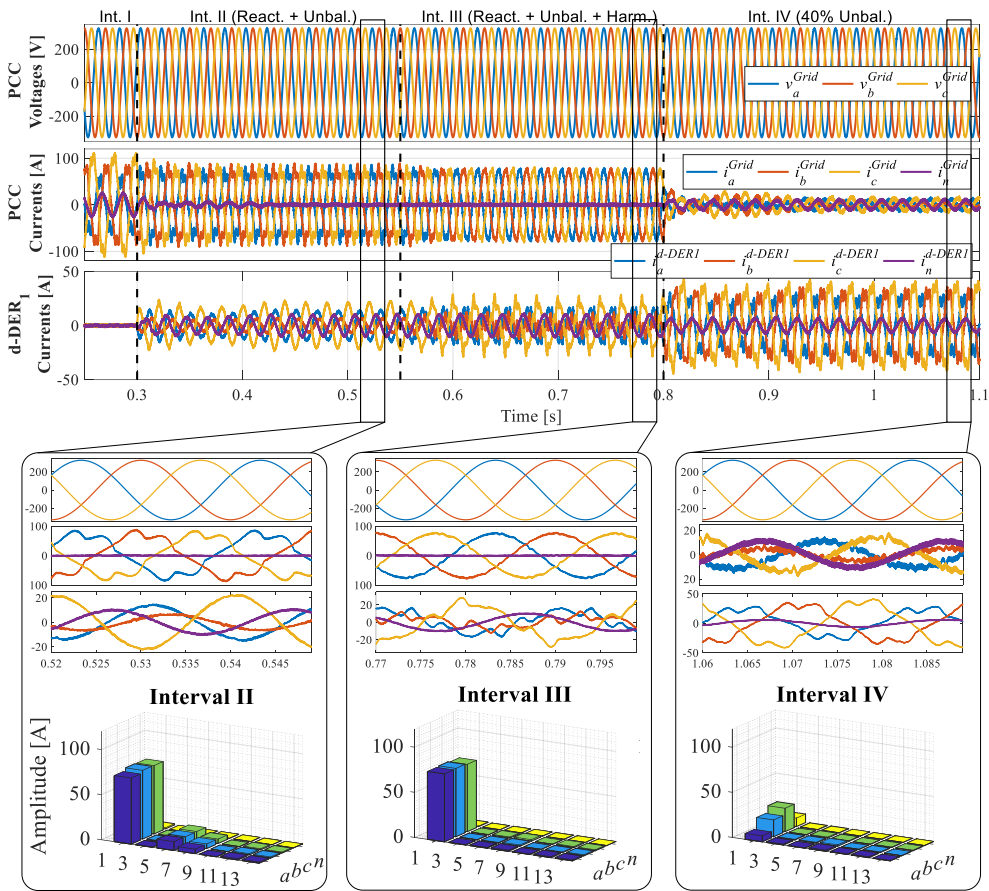 Int. I Int. II (React. + Unbal.) Int. III (React. + Unbal. + Harm.) Int. IV (40% Unbal.)
PCC
Voltages [V]
200
0
-200
v_a^Grid v_b^Grid v_c^Grid
PCC
Currents [A]
100
0
-100
i_a^Grid i_b^Grid i_c^Grid i_n^Grid
d-DER_1
Currents [A]
50
0
-50
i_a^d-DER1 i_b^d-DER1 i_c^d-DER1 i_n^d-DER1
0.3 0.4 0.5 0.6 0.7 0.8 0.9 1 1.1
Time [s]
200
0
-200
100
0
100
20
0
-20
0.52 0.525 0.53 0.535 0.54 0.545
Interval II
Amplitude [A]
100
50
0
1 3 5 7 9 11 13
a b c n
200
0
-200
100
0
100
20
0
-20
0.77 0.775 0.78 0.785 0.79 0.795
Interval III
100
50
0
1 3 5 7 9 11 13
a b c n
200
0
-200
20
0
20
50
0
-50
1.06 1.065 1.07 1.075 1.08 1.085
Interval IV
100
50
0
1 3 5 7 9 11 13
a b c n